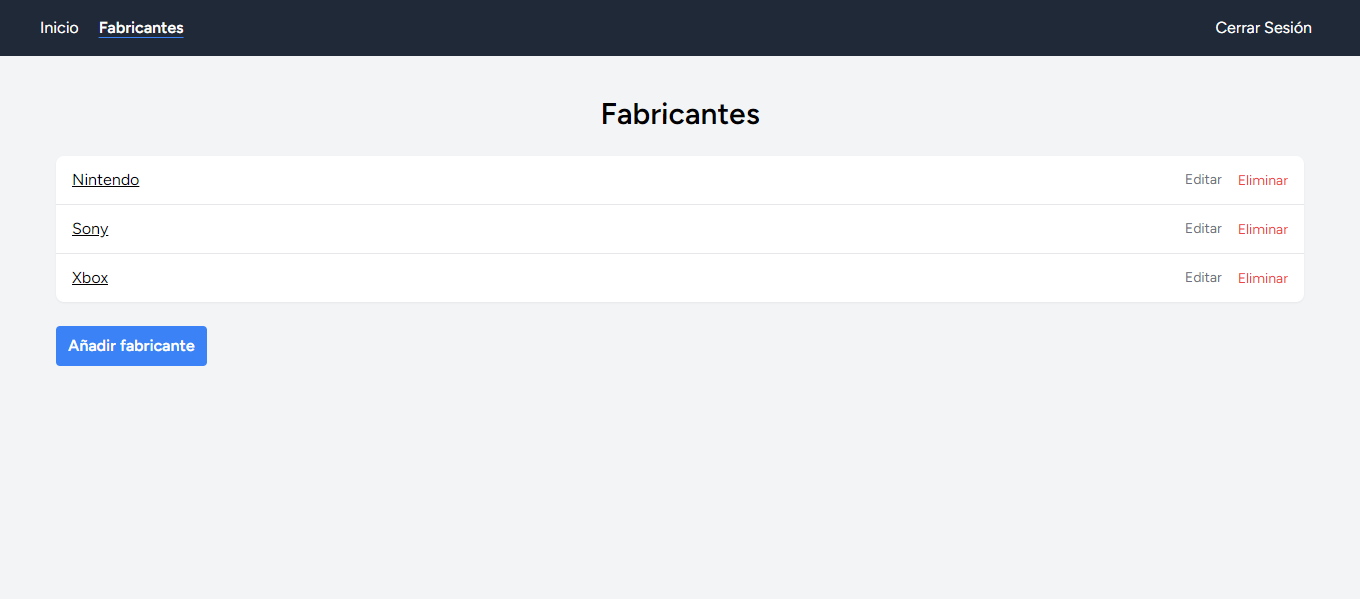 Inicio Fabricantes Cerrar Sesión
Fabricantes
Nintendo Editar Eliminar
Sony Editar Eliminar
Xbox Editar Eliminar
Añadir fabricante